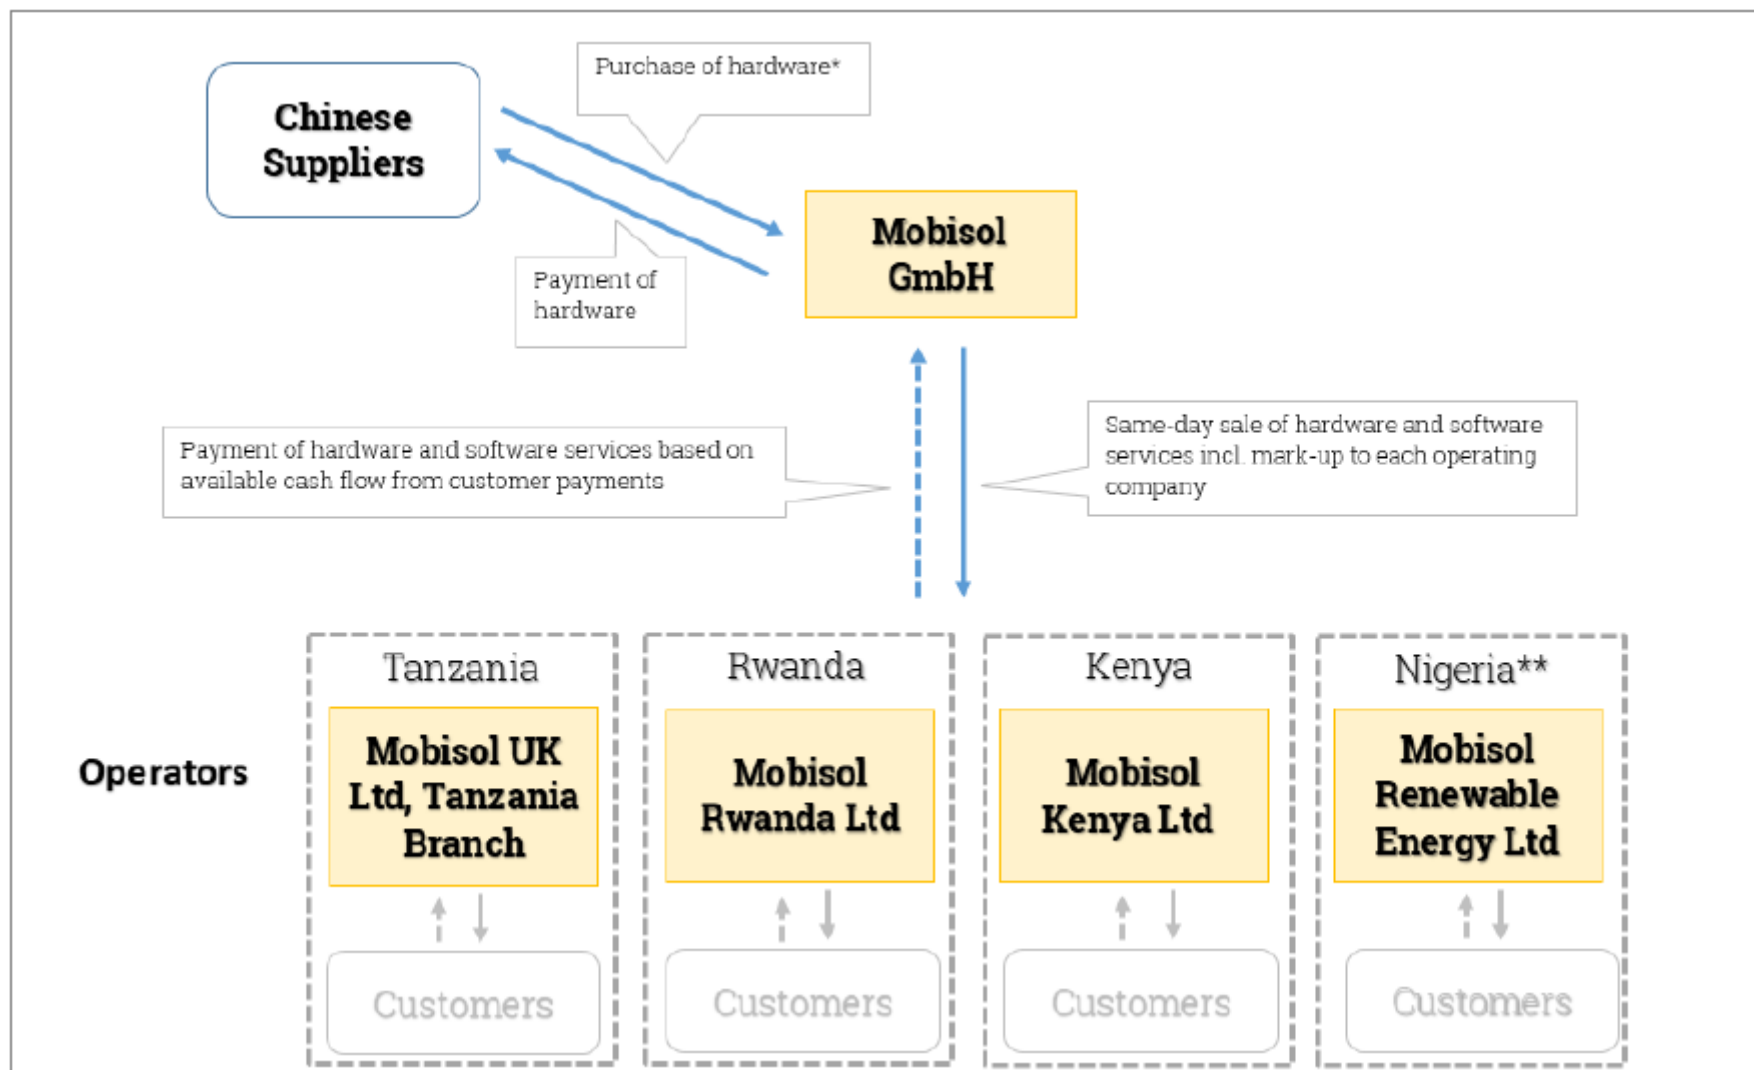 Purchase of hardware*
Chinese
Suppliers
Mobisol
GmbH
Payment of
hardware
Payment of hardware and software services based on
available cash flow from customer payments
Same-day sale of hardware and software
services incl. mark-up to each operating
company
Operators
Tanzania
Mobisol UK
Ltd, Tanzania
Branch
Customers
Rwanda
Mobisol
Rwanda Ltd
Customers
Kenya
Mobisol
Kenya Ltd
Customers
Nigeria**
Mobisol
Renewable
Energy Ltd
Customers